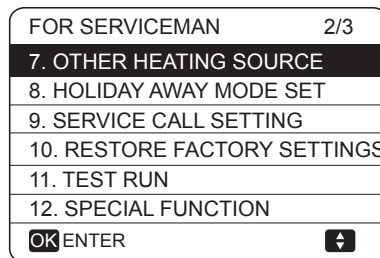 FOR SERVICEMAN 2/3
7. OTHER HEATING SOURCE
8. HOLIDAY AWAY MODE SET
9. SERVICE CALL SETTING
10. RESTORE FACTORY SETTINGS
11. TEST RUN
12. SPECIAL FUNCTION
OK ENTER